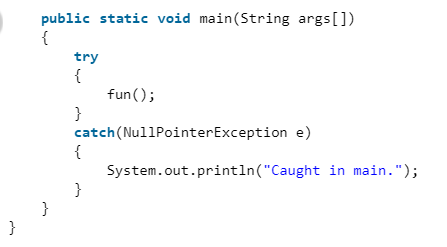 public static void main(String args[])
{
try
{
fun();
}
catch(NullPointerException e)
{
System.out.println("Caught in main.");
}
}
}